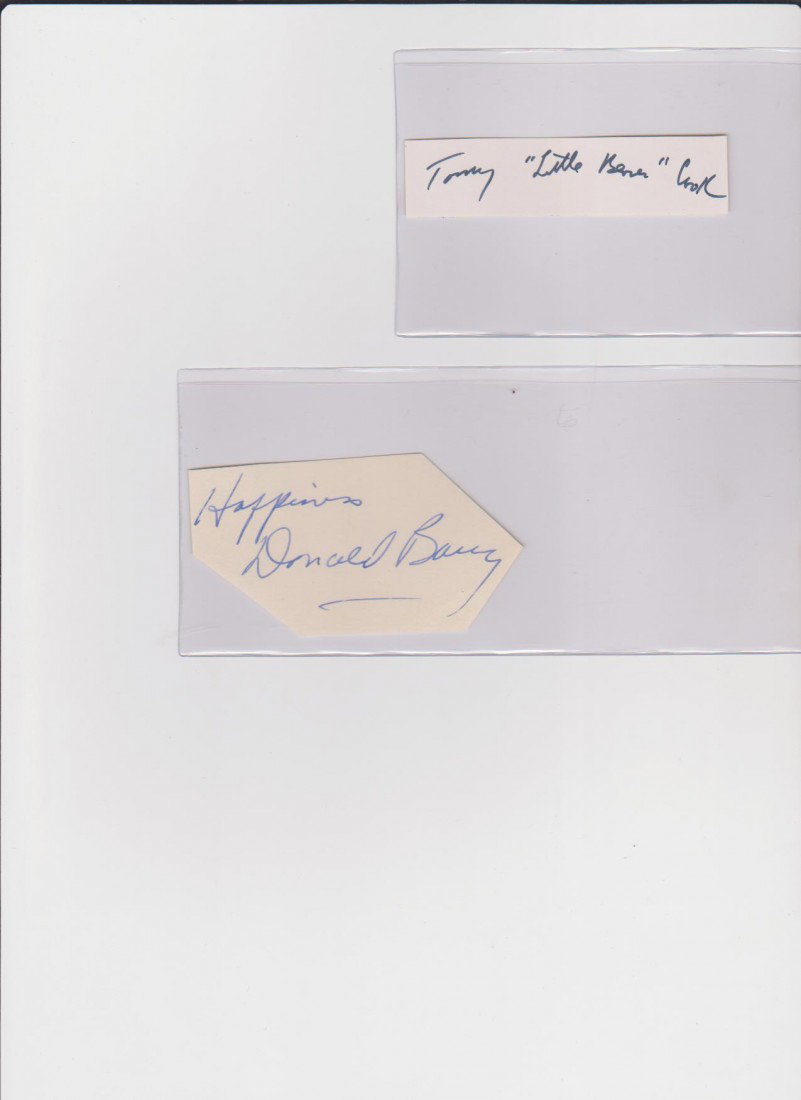 Tommy "Little Beaver" Cook
Happiness
Donald Barry